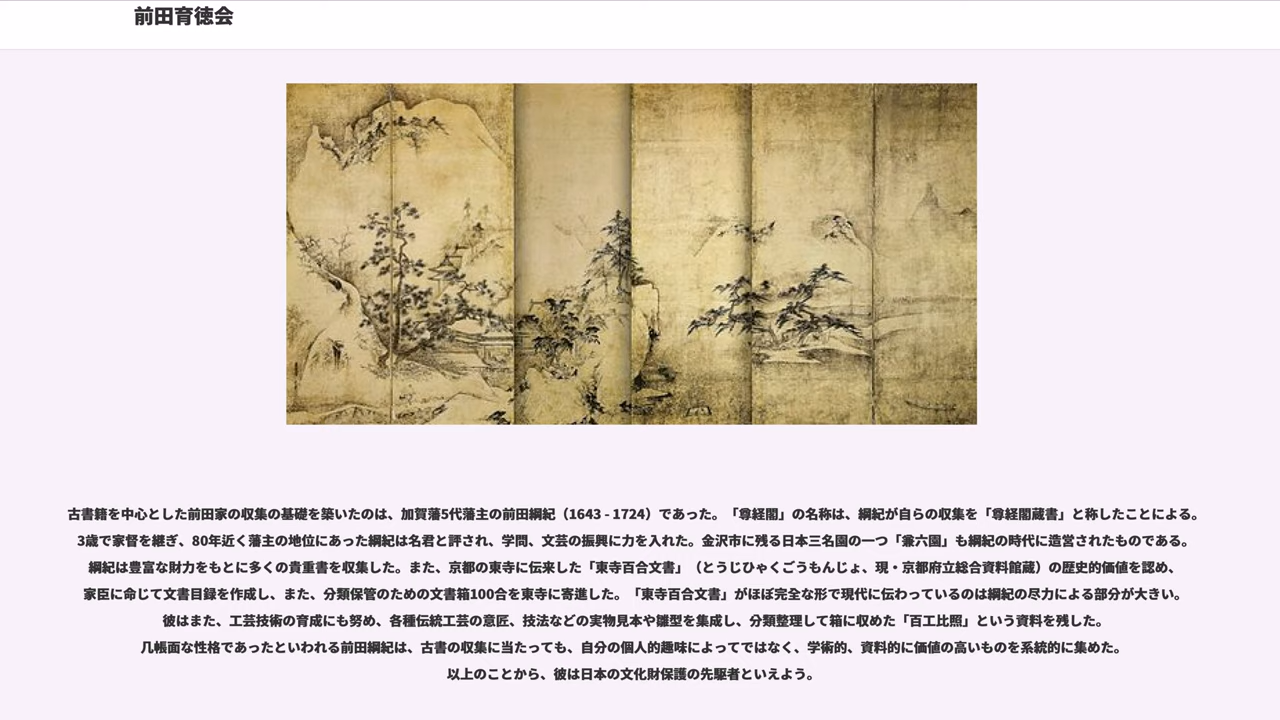 前田育徳会
古書籍を中心とした前田家の収集の基礎を築いたのは、加賀藩5代藩主の前田綱紀（1643 - 1724）であった。「尊経閣」の名称は、綱紀が自らの収集を「尊経閣蔵書」と称したことによる。
3歳で家督を継ぎ、80年近く藩主の地位にあった綱紀は名君と評され、学問、文芸の振興に力を入れた。金沢市に残る日本三名園の一つ「兼六園」も綱紀の時代に造営されたものである。
綱紀は豊富な財力をもとに多くの貴重書を収集した。また、京都の東寺に伝来した「東寺百合文書」（とうじひゃくごうもんじょ、現・京都府立総合資料館蔵）の歴史的価値を認め、
家臣に命じて文書目録を作成し、また、分類保管のための文書箱100合を東寺に寄進した。「東寺百合文書」がほぼ完全な形で現代に伝わっているのは綱紀の尽力による部分が大きい。
彼はまた、工芸技術の育成にも努め、各種伝統工芸の意匠、技法などの実物見本や雛型を集成し、分類整理して箱に収めた「百工比照」という資料を残した。
几帳面な性格であったといわれる前田綱紀は、古書の収集に当たっても、自分の個人的趣味によってではなく、学術的、資料的に価値の高いものを系統的に集めた。
以上のことから、彼は日本の文化財保護の先駆者といえよう。